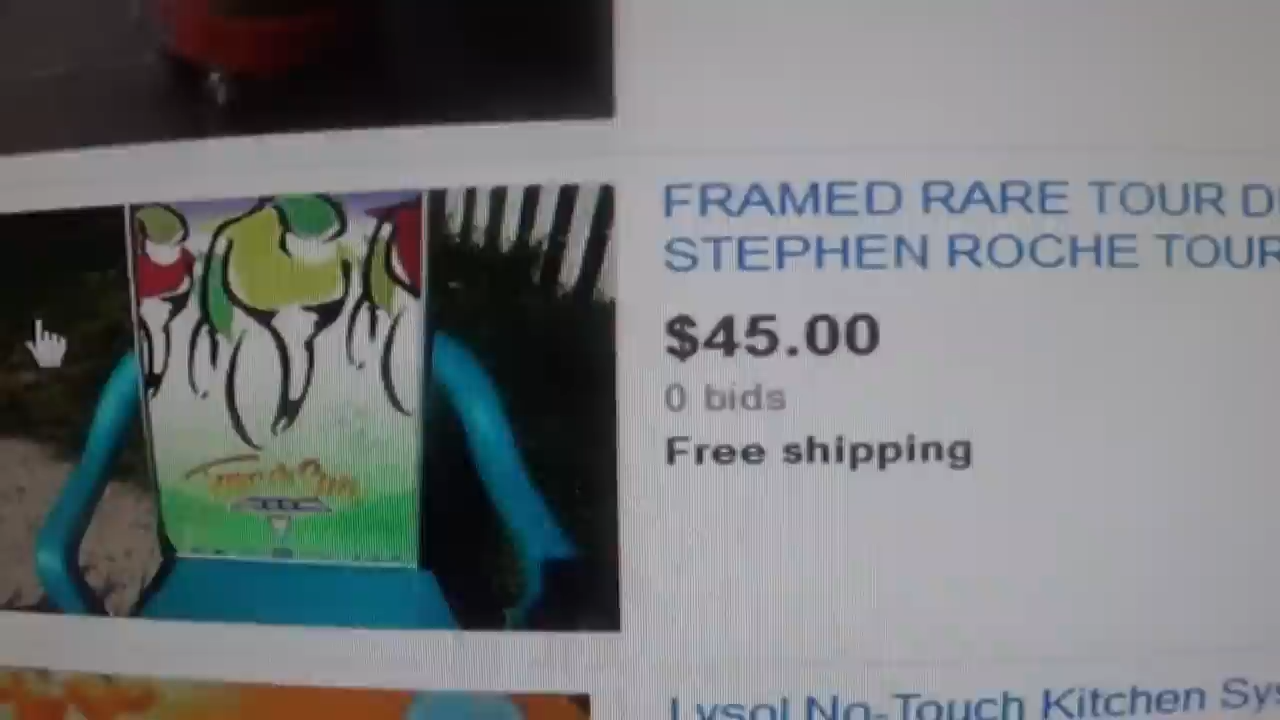 FRAMED RARE TOUR D
STEPHEN ROCHE TOUR
$45.00
0 bids
Free shipping
Lysol No-Touch Kitchen Sys